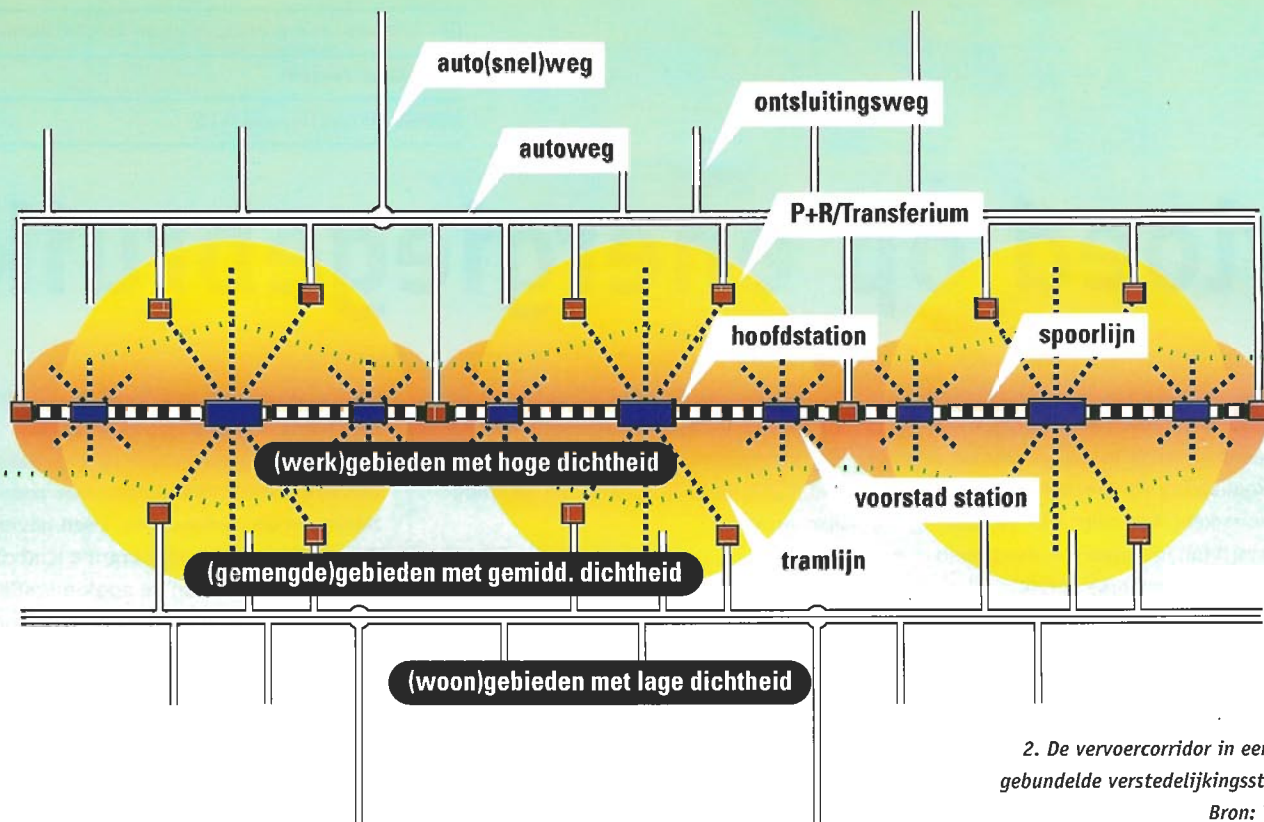 auto(snel)weg
ontsluitingsweg
autoweg
P+R/Transferium
hoofdstation
spoorlijn
(werk)gebieden met hoge dichtheid
voorstad station
tramlijn
(gemengde)gebieden met gemidd. dichtheid
(woon)gebieden met lage dichtheid
2. De vervoercorridor in een
gebundelde
Bron: